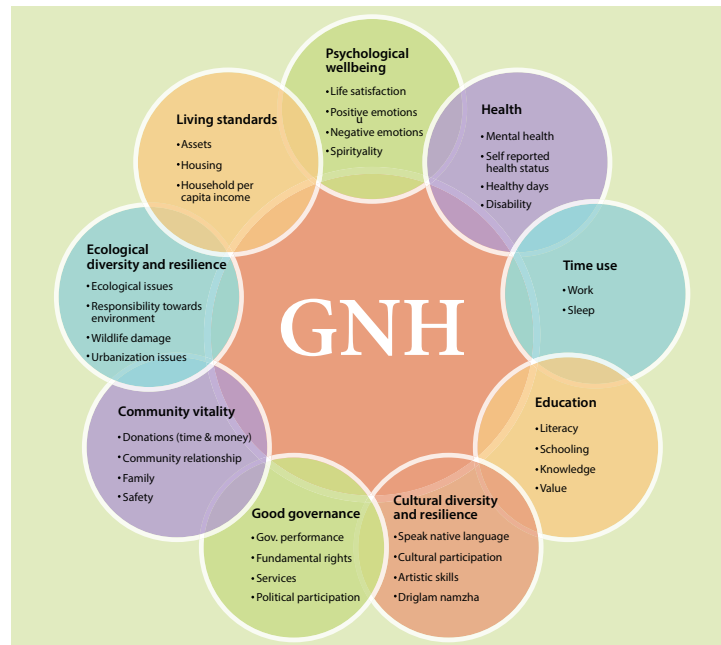 Psychological
wellbeing
•Life satisfaction
•Positive emotions
u
•Negative emotions
•Spirityality
Health
•Mental health
•Self reported
health status
•Healthy days
•Disability
Time use
•Work
•Sleep
Education
•Literacy
•Schooling
•Knowledge
•Value
Cultural diversity
and resilience
•Speak native language
•Cultural participation
•Artistic skills
•Driglam namzha
Good governance
•Gov. performance
•Fundamental rights
•Services
•Political participation
Community vitality
•Donations (time & money)
•Community relationship
•Family
•Safety
Ecological
diversity and resilience
•Ecological issues
•Responsibility towards
environment
•Wildlife damage
•Urbanization issues
Living standards
•Assets
•Housing
•Household per
capita income
GNH